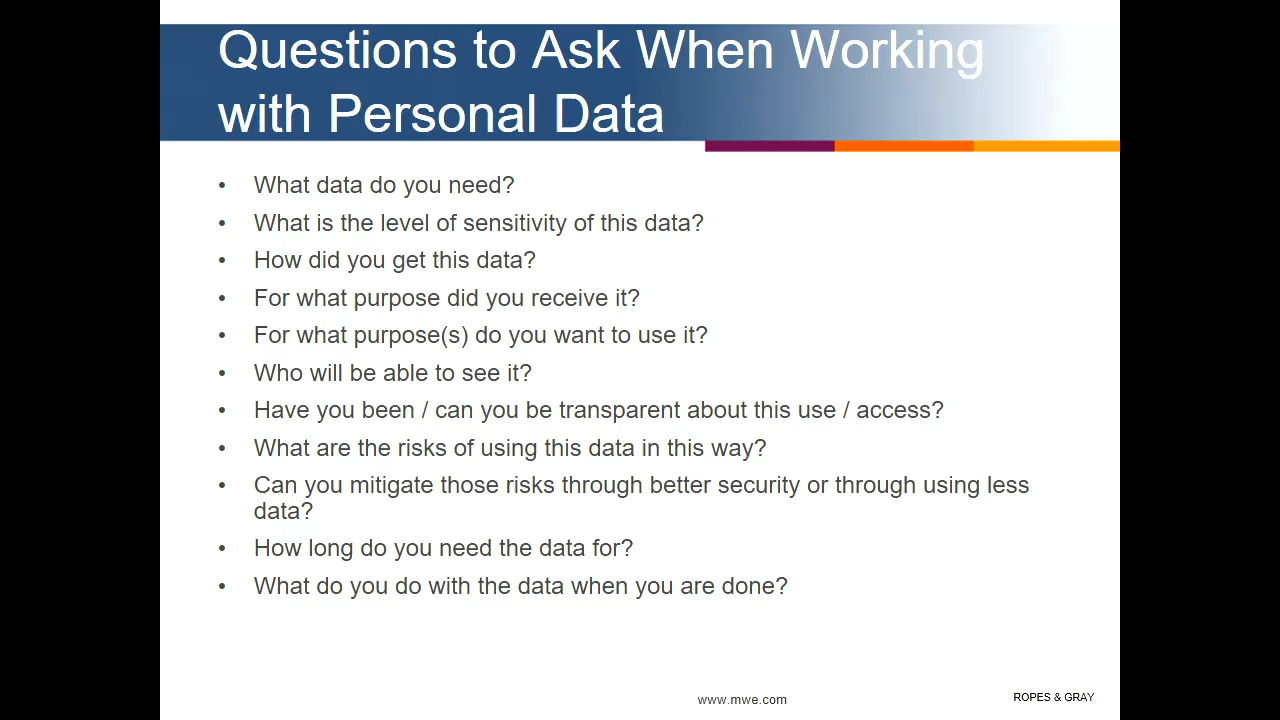 Questions to Ask When Working
with Personal Data
• What data do you need?
• What is the level of sensitivity of this data?
• How did you get this data?
• For what purpose did you receive it?
• For what purpose(s) do you want to use it?
• Who will be able to see it?
• Have you been / can you be transparent about this use / access?
• What are the risks of using this data in this way?
• Can you mitigate those risks through better security or through using less
data?
• How long do you need the data for?
• What do you do with the data when you are done?
www.mwe.com
ROPES & GRAY